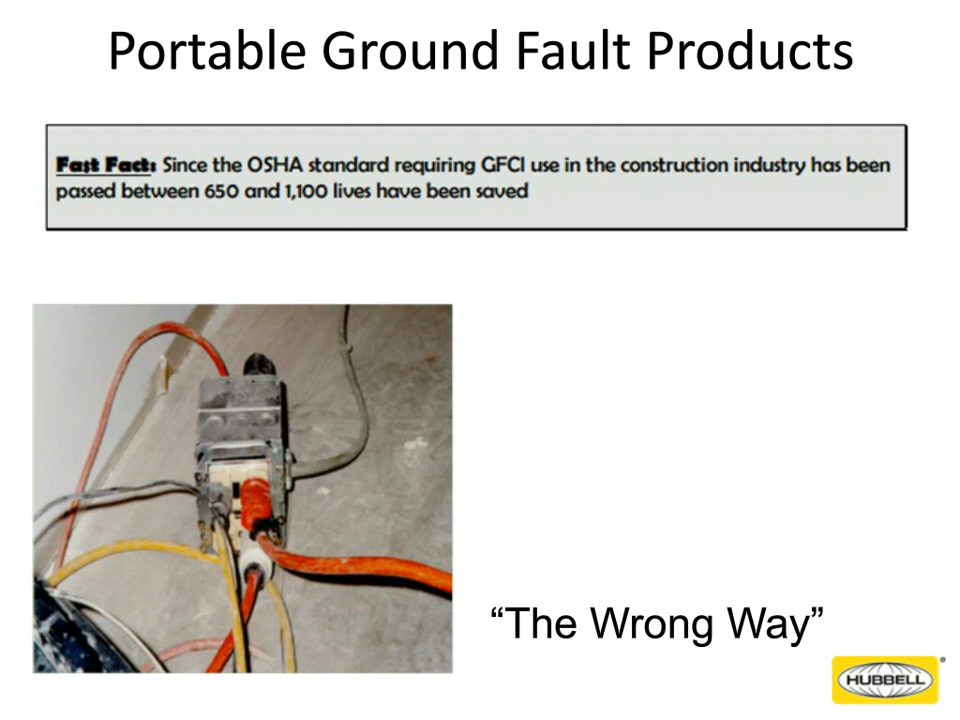 Portable Ground Fault Products
Fast Fact: Since the OSHA standard requiring GFCI use in the construction industry has been
passed between 650 and 1,100 lives have been saved
“The Wrong Way”
HUBBELL®